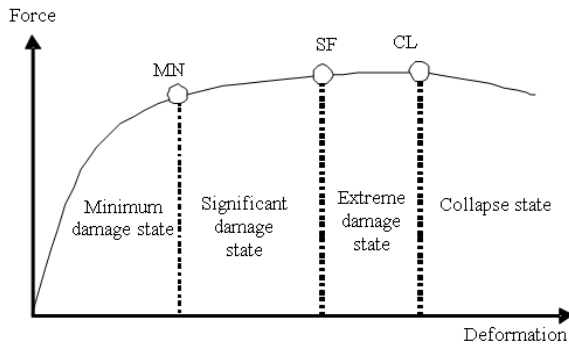 Force
MN
SF
CL
Minimum
damage state
Significant
damage
state
Extreme
damage
state
Collapse state
Deformation